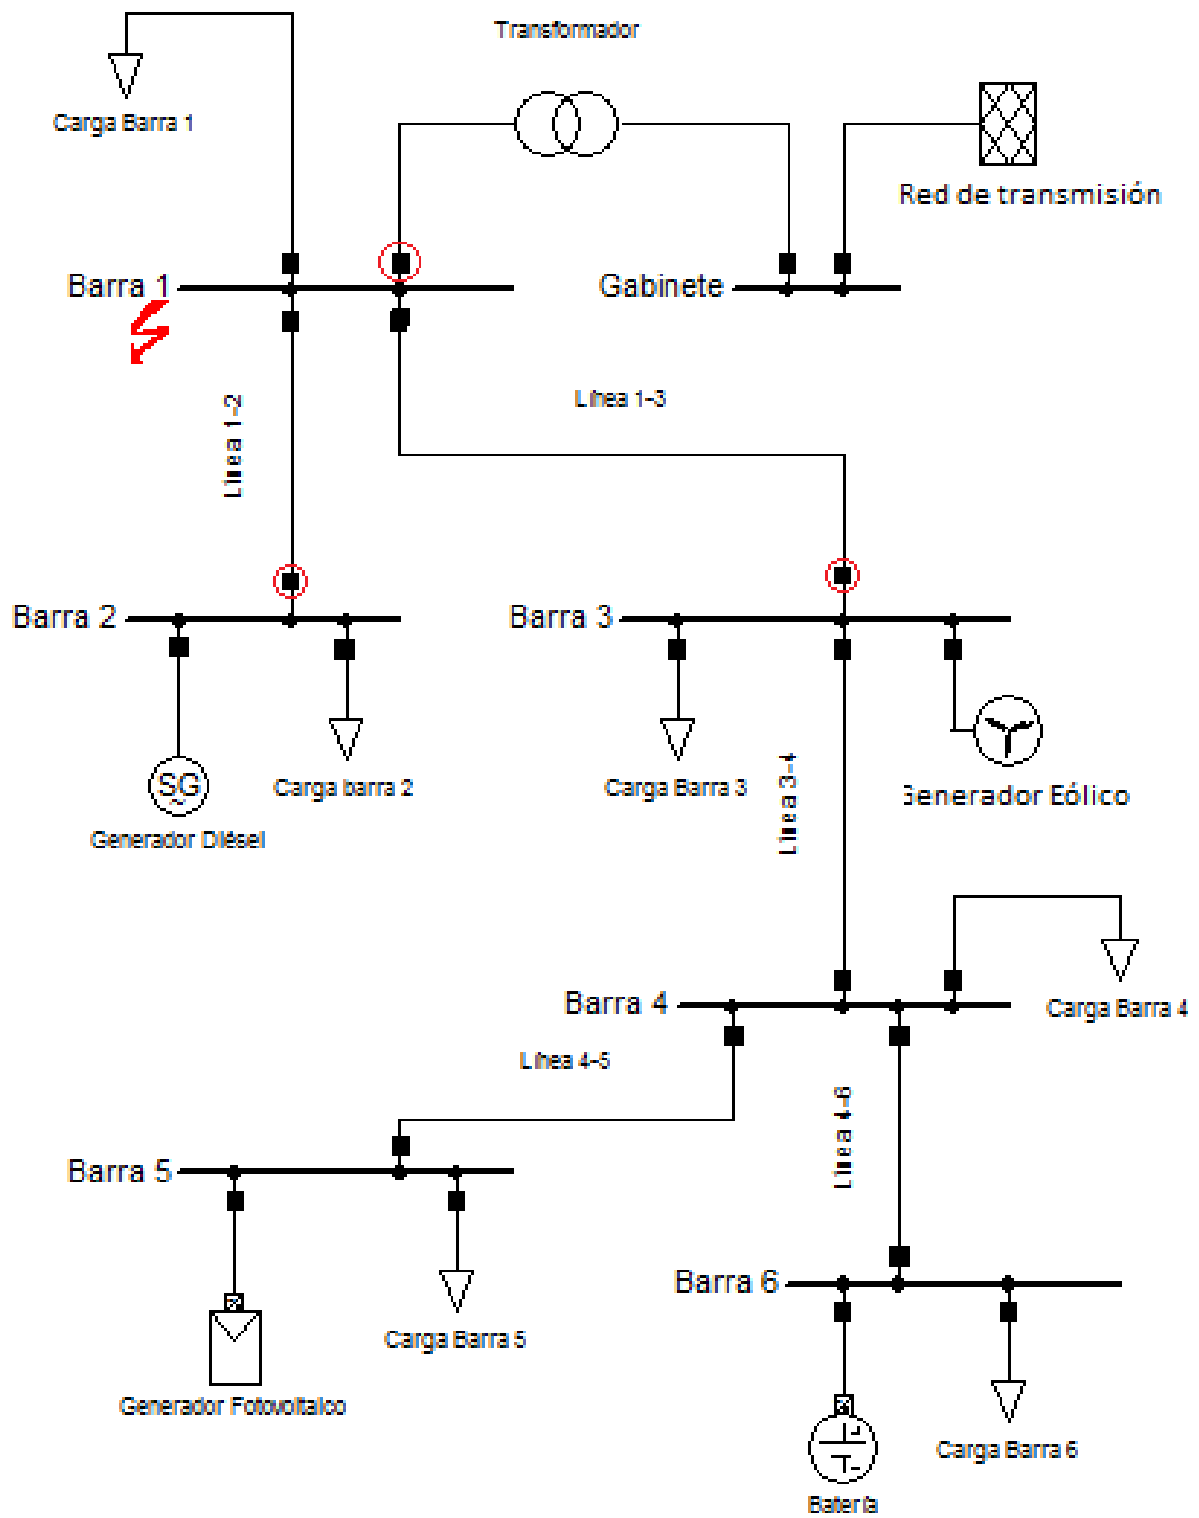 Transformador
Carga Barra 1
Red de transmisión
Barra 1
Gabinete
Línea 1-3
Línea 1-2
Barra 2
Barra 3
SG
~
Carga barra 2
Carga Barra 3
Línea 3-4
Generador Eólico
Generador Diésel
Barra 4
Carga Barra 4
Línea 4-5
Línea 4-6
Barra 5
Barra 6
Carga Barra 5
Generador Fotovoltaico
Carga Barra 6
Batería